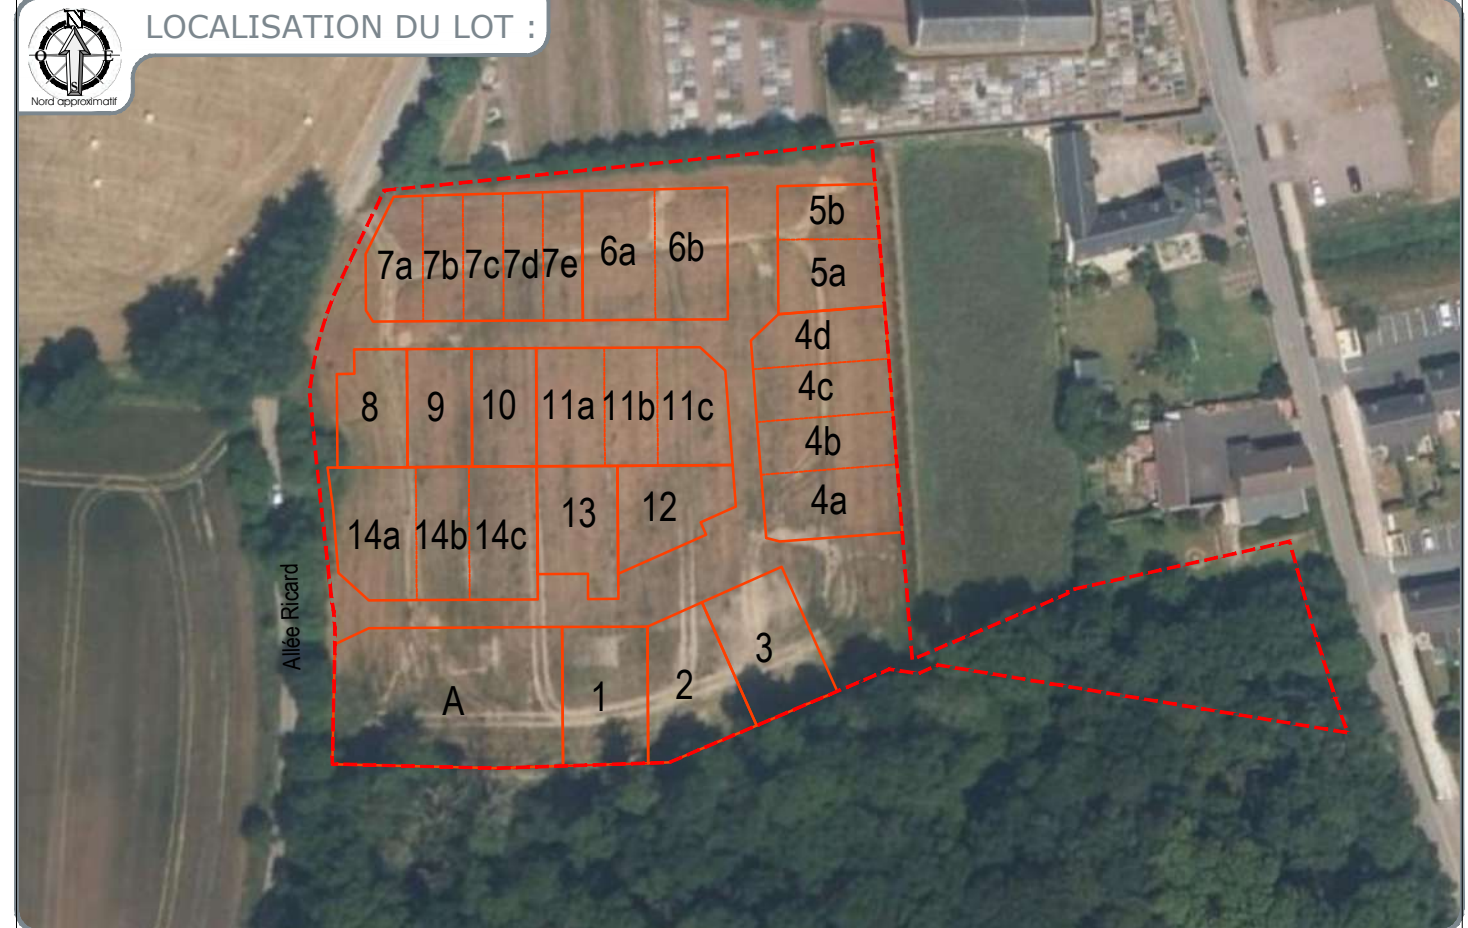 LOCALISATION DU LOT :
N
O
E
S
Nord approximatif
5b
7a 7b 7c 7d 7e 6a 6b
5a
4d
8 9 10 11a 11b 11c
4c
4b
14a 14b 14c 13 12
4a
Allée Ricard
A 1 2 3